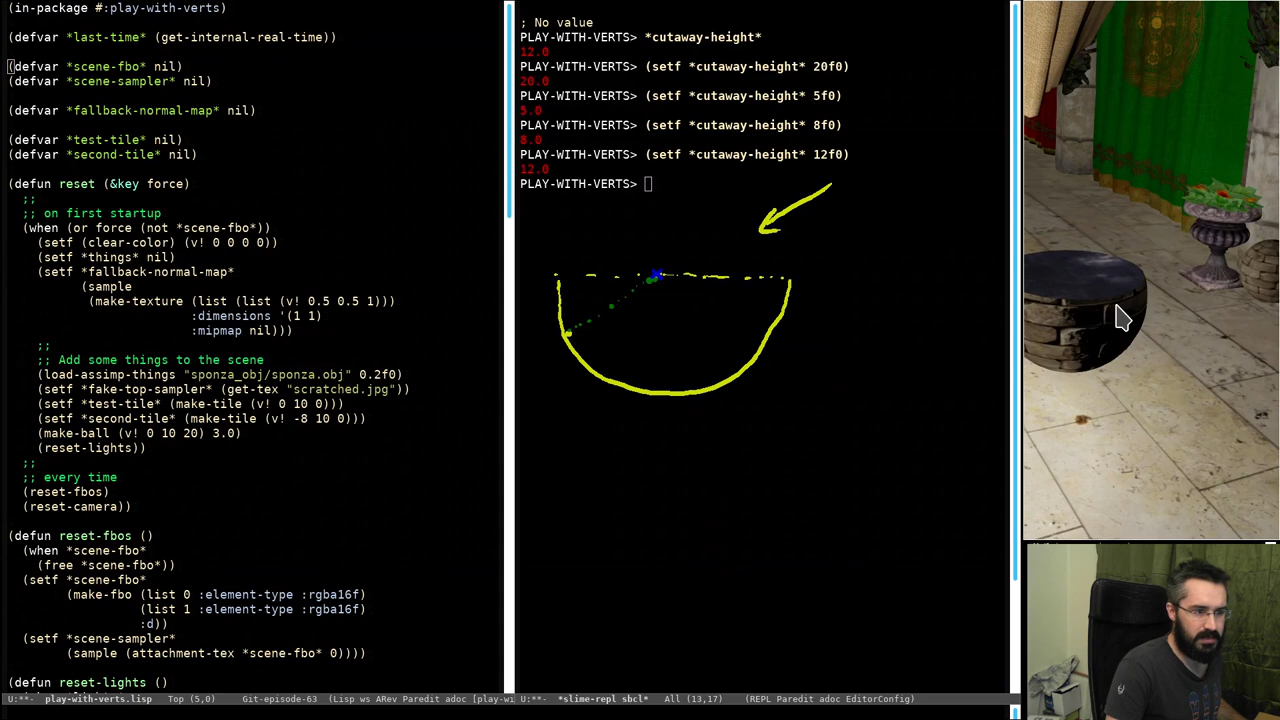 (in-package #:play-with-verts)
(defvar *last-time* (get-internal-real-time))
(defvar *scene-fbo* nil)
(defvar *scene-sampler* nil)
(defvar *fallback-normal-map* nil)
(defvar *test-tile* nil)
(defvar *second-tile* nil)
(defun reset (&key force)
;;
;; on first startup
(when (or force (not *scene-fbo*))
(setf (clear-color) (v! 0 0 0 0))
(setf *things* nil)
(setf *fallback-normal-map*
(sample
(make-texture (list (list (v! 0.5 0.5 1)))
:dimensions '(1 1)
:mipmap nil)))
;;
;; Add some things to the scene
(load-assimp-things "sponza_obj/sponza.obj" 0.2f0)
(setf *fake-top-sampler* (get-tex "scratched.jpg"))
(setf *test-tile* (make-tile (v! 0 10 0)))
(setf *second-tile* (make-tile (v! -8 10 0)))
(make-ball (v! 0 10 20) 3.0)
(reset-lights))
;;
;; every time
(reset-fbos)
(reset-camera))
(defun reset-fbos ()
(when *scene-fbo*
(free *scene-fbo*))
(setf *scene-fbo*
(make-fbo (list 0 :element-type :rgba16f)
(list 1 :element-type :rgba16f)
:d))
(setf *scene-sampler*
(sample (attachment-tex *scene-fbo* 0))))
(defun reset-lights ()
U:**- play-with-verts.lisp Top (5,0) Git-episode-63 (Lisp ws ARev Paredit adoc [play-wi
; No value
PLAY-WITH-VERTS> *cutaway-height*
12.0
PLAY-WITH-VERTS> (setf *cutaway-height* 20f0)
20.0
PLAY-WITH-VERTS> (setf *cutaway-height* 5f0)
5.0
PLAY-WITH-VERTS> (setf *cutaway-height* 8f0)
8.0
PLAY-WITH-VERTS> (setf *cutaway-height* 12f0)
12.0
PLAY-WITH-VERTS>
U:**- *slime-repl sbcl* All (13,17) (REPL Paredit adoc EditorConfig)